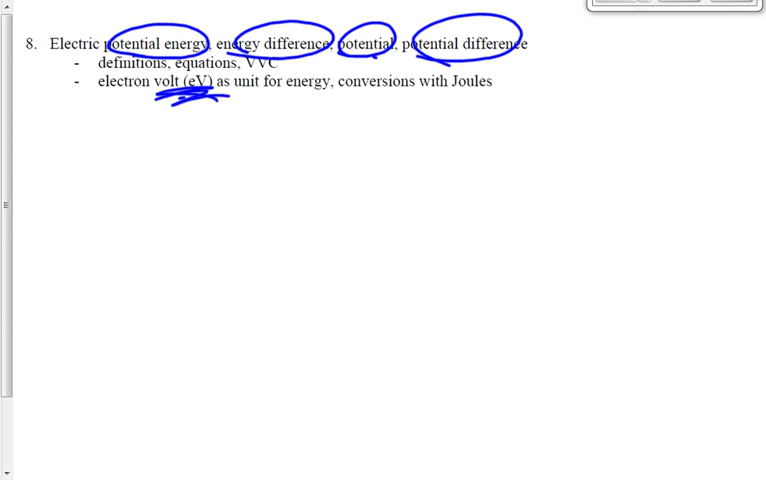 8. Electric potential energy, energy difference, potential, potential difference
- definitions, equations, VVC
- electron volt (eV) as unit for energy, conversions with Joules